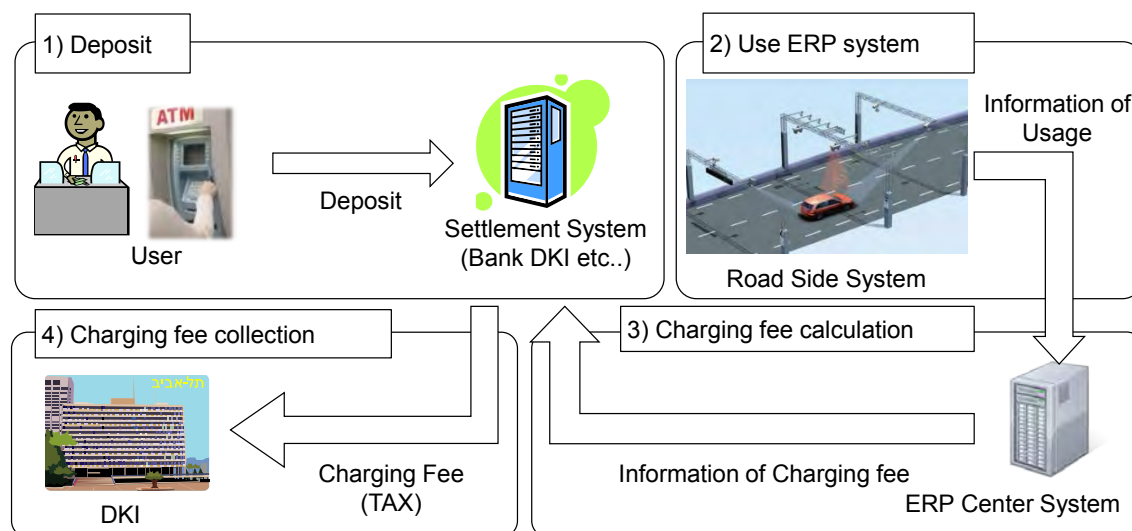 1) Deposit
ATM
Deposit
User
Settlement System
(Bank DKI etc..)
2) Use ERP system
Information of
Usage
Road Side System
3) Charging fee calculation
Information of Charging fee
ERP Center System
4) Charging fee collection
תל-אביב
Charging Fee
(TAX)
DKI